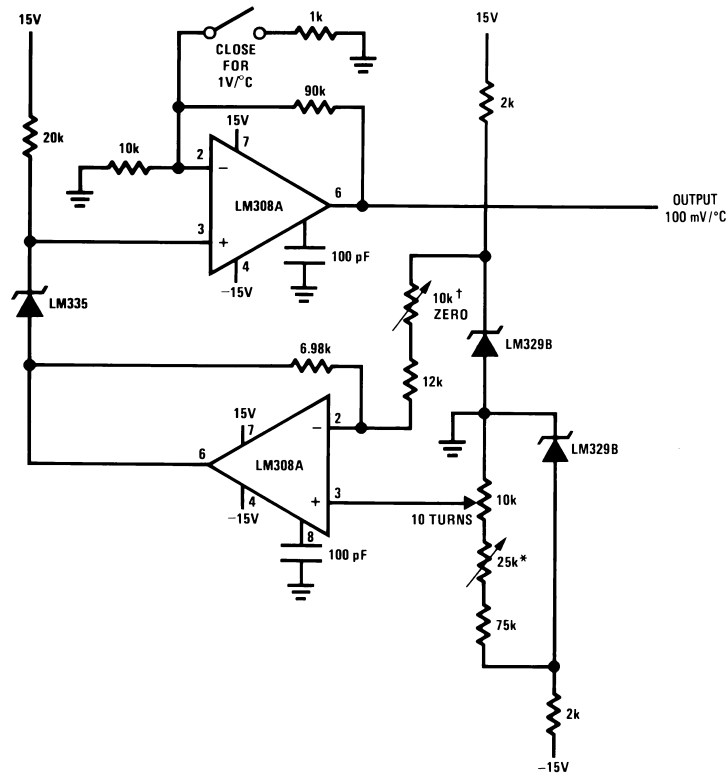 15V
1k
15V
CLOSE
FOR
1V/°C
90k
2k
20k
10k
15V
7
2
−
6
LM308A
OUTPUT
100 mV/°C
3
+
4
−15V
100 pF
LM335
10k†
ZERO
LM329B
6.98k
12k
15V
7
2
−
6
LM308A
LM329B
4
−15V
+
3
10 TURNS
10k
8
100 pF
25k*
75k
2k
−15V